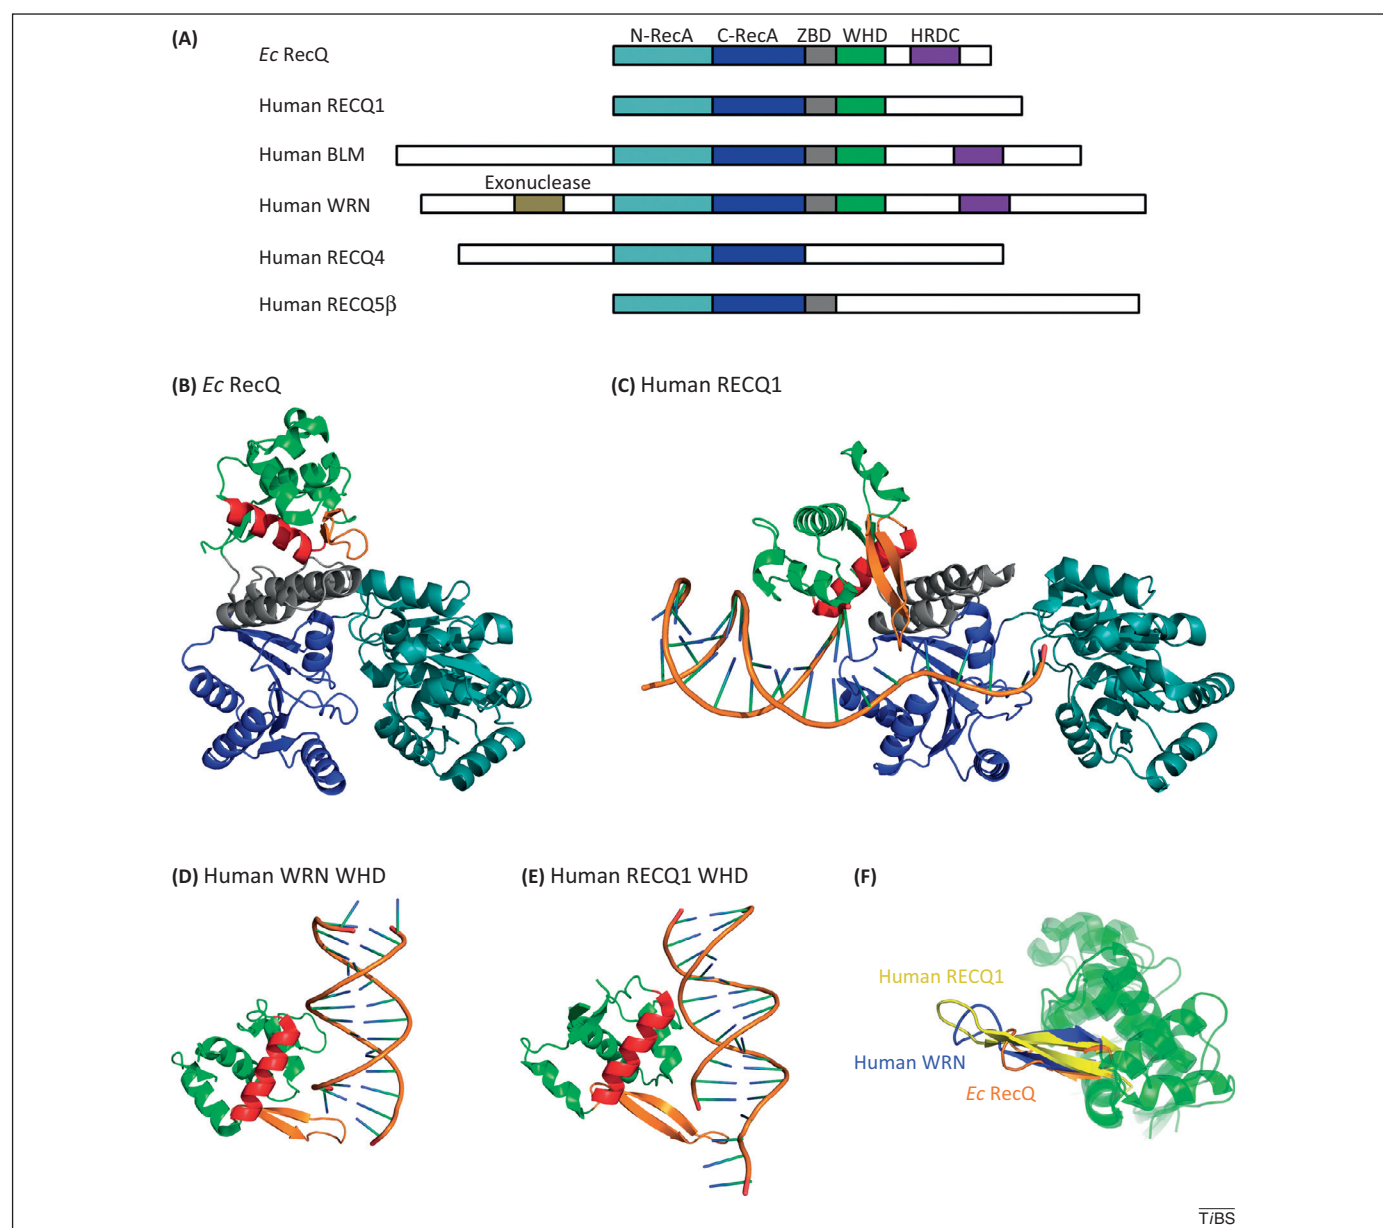 (A)
N-RecA C-RecA ZBD WHD HRDC
Ec RecQ
Human RECQ1
Human BLM
Exonuclease
Human WRN
Human RECQ4
Human RECQ5β
(B) Ec RecQ
(C) Human RECQ1
(D) Human WRN WHD
(E) Human RECQ1 WHD
(F)
Human RECQ1
Human WRN
Ec RecQ
TiBS